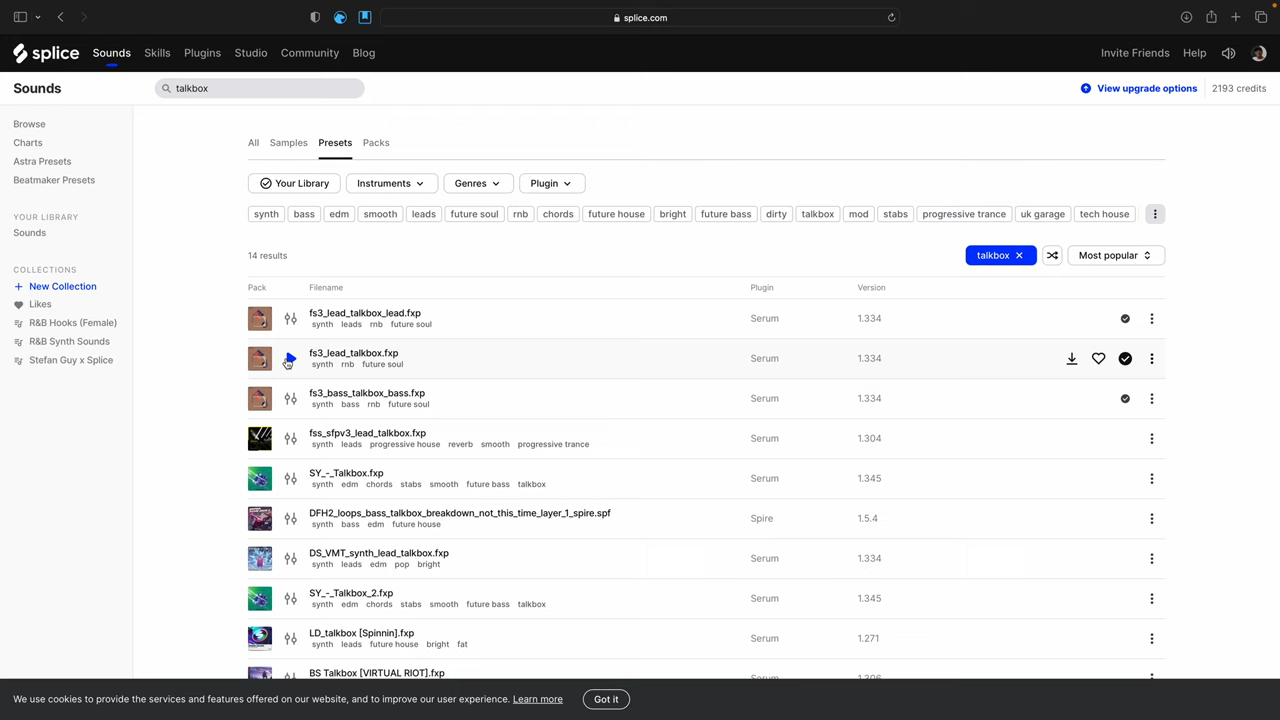 splice.com
splice Sounds Skills Plugins Studio Community Blog Invite Friends Help
Sounds talkbox View upgrade options 2193 credits
Browse
Charts
Astra Presets
Beatmaker Presets
YOUR LIBRARY
Sounds
COLLECTIONS
New Collection
Likes
R&B Hooks (Female)
R&B Synth Sounds
Stefan Guy x Splice
All Samples Presets Packs
Your Library Instruments Genres Plugin
synth bass edm smooth leads future soul rnb chords future house bright future bass dirty talkbox mod stabs progressive trance uk garage tech house
14 results talkbox Most popular
Pack Filename Plugin Version
fs3_lead_talkbox_lead.fxp Serum 1.334
synth leads rnb future soul
fs3_lead_talkbox.fxp Serum 1.334
synth rnb future soul
fs3_bass_talkbox_bass.fxp Serum 1.334
synth bass rnb future soul
fss_sfpv3_lead_talkbox.fxp Serum 1.304
synth leads progressive house reverb smooth progressive trance
SY_-_Talkbox.fxp Serum 1.345
synth edm chords stabs smooth future bass talkbox
DFH2_loops_bass_talkbox_breakdown_not_this_time_layer_1_spire.spf Spire 1.5.4
synth bass edm future house
DS_VMT_synth_lead_talkbox.fxp Serum 1.334
synth leads edm pop bright
SY_-_Talkbox_2.fxp Serum 1.345
synth edm chords stabs smooth future bass talkbox
LD_talkbox [Spinnin].fxp Serum 1.271
synth leads future house bright fat
BS Talkbox [VIRTUAL RIOT].fxp Serum
We use cookies to provide the services and features offered on our website, and to improve our user experience. Learn more Got it